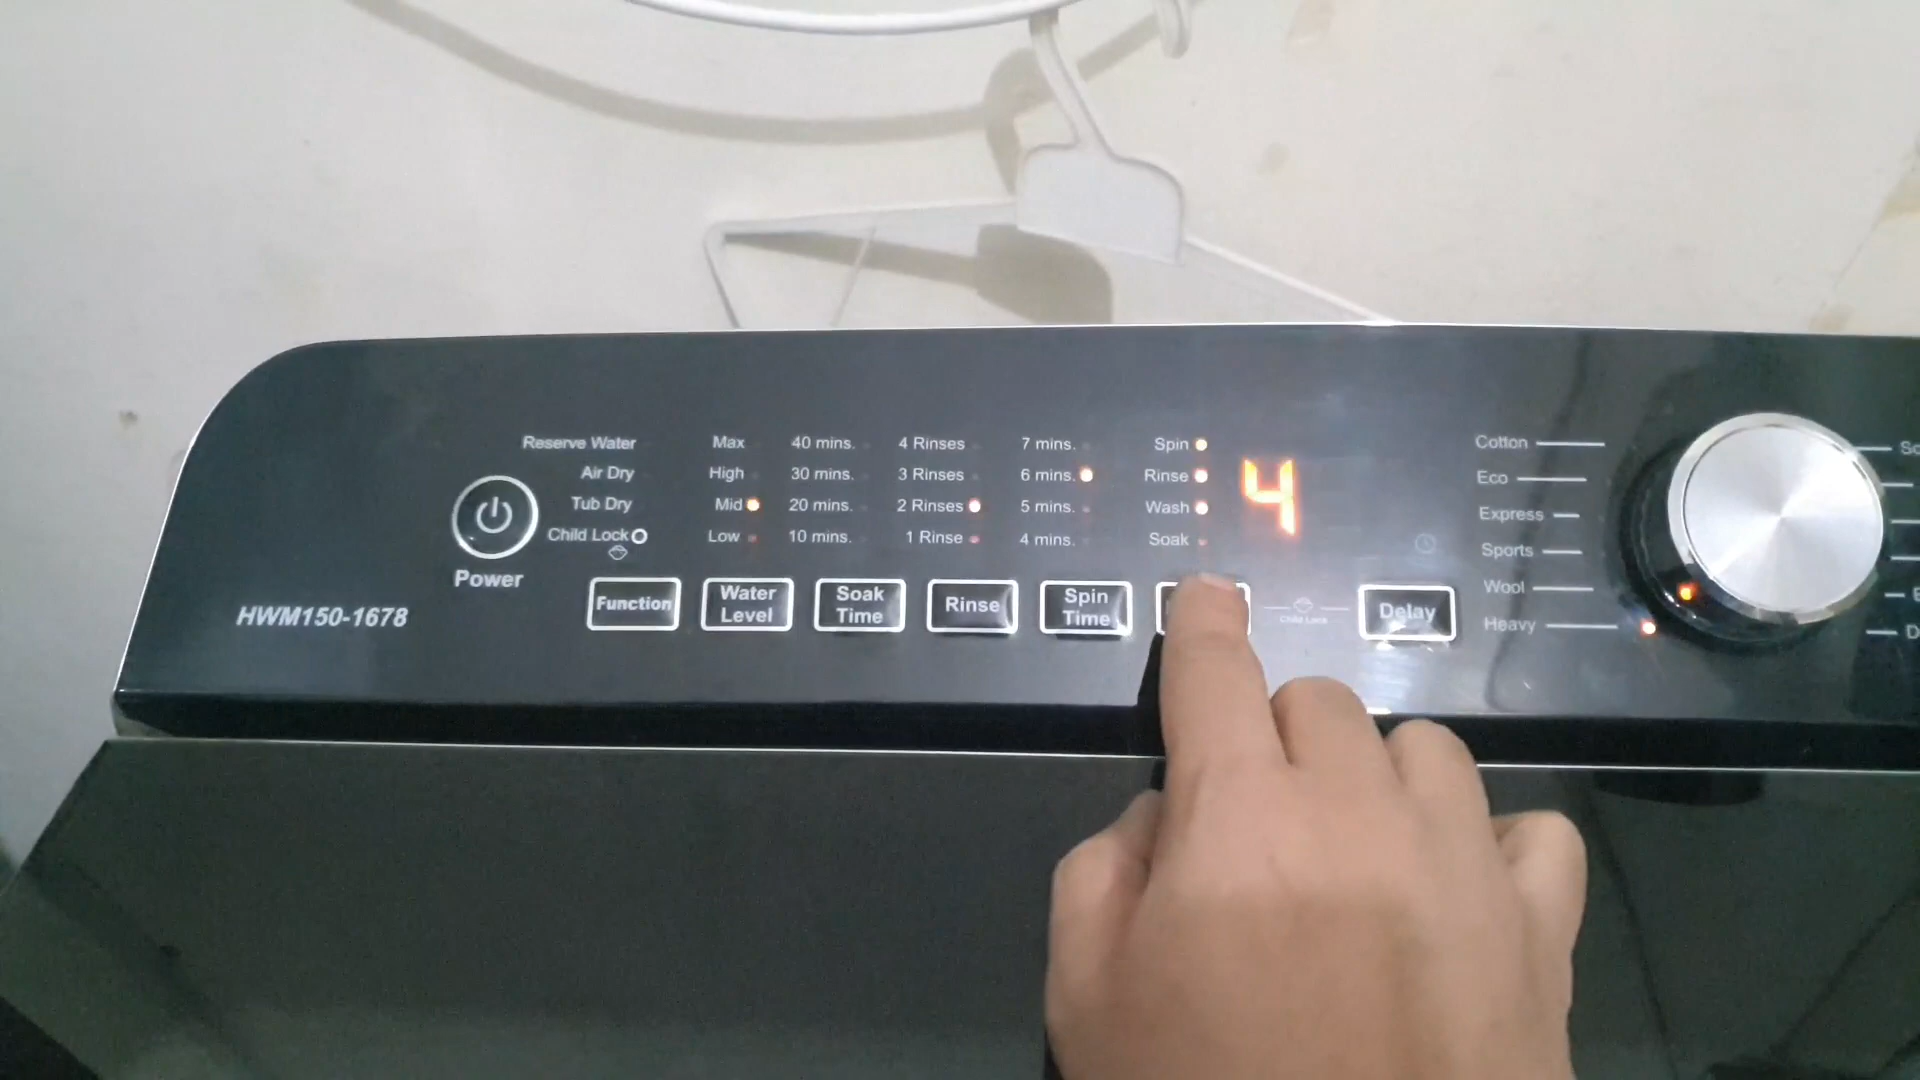 Reserve Water
Air Dry
Tub Dry
Child Lock
Power
HWM150-1678
Function
Max
High
Mid
Low
Water
Level
40 mins.
30 mins.
20 mins.
10 mins.
Soak
Time
4 Rinses
3 Rinses
2 Rinses
1 Rinse
Rinse
7 mins.
6 mins.
5 mins.
4 mins.
Spin
Time
Spin
Rinse
Wash
Soak
4
Child Lock
Delay
Cotton
Eco
Express
Sports
Wool
Heavy